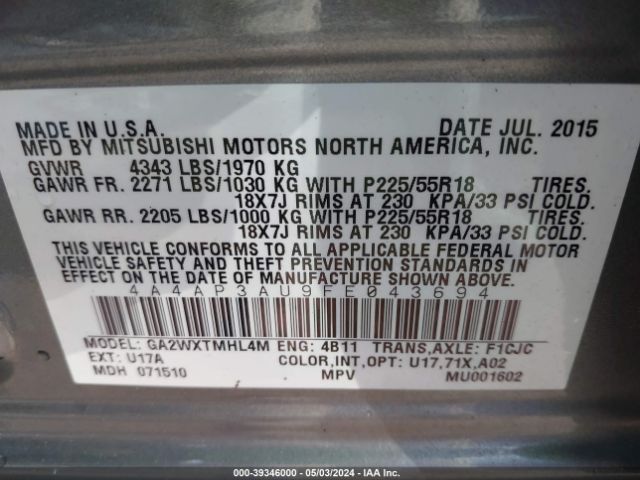 MADE IN U.S.A. DATE JUL. 2015
MFD BY MITSUBISHI MOTORS NORTH AMERICA, INC.
GVWR 4343 LBS/1970 KG
GAWR FR. 2271 LBS/1030 KG WITH P225/55R18 TIRES.
18X7J RIMS AT 230 KPA/33 PSI COLD.
GAWR RR. 2205 LBS/1000 KG WITH P225/55R18 TIRES.
18X7J RIMS AT 230 KPA/33 PSI COLD.
THIS VEHICLE CONFORMS TO ALL APPLICABLE FEDERAL MOTOR
VEHICLE SAFETY AND THEFT PREVENTION STANDARDS IN
EFFECT ON THE DATE OF MANUFACTURE SHOWN ABOVE.
4A4AP3AU9FE043694
MODEL: GA2WXTMHL4M ENG: 4B11 TRANS,AXLE: F1CJC
EXT: U17A COLOR,INT,OPT: U17,71X,A02
MDH 071510 MPV MU001602
000-39346000 - 05/03/2024 - IAA Inc.